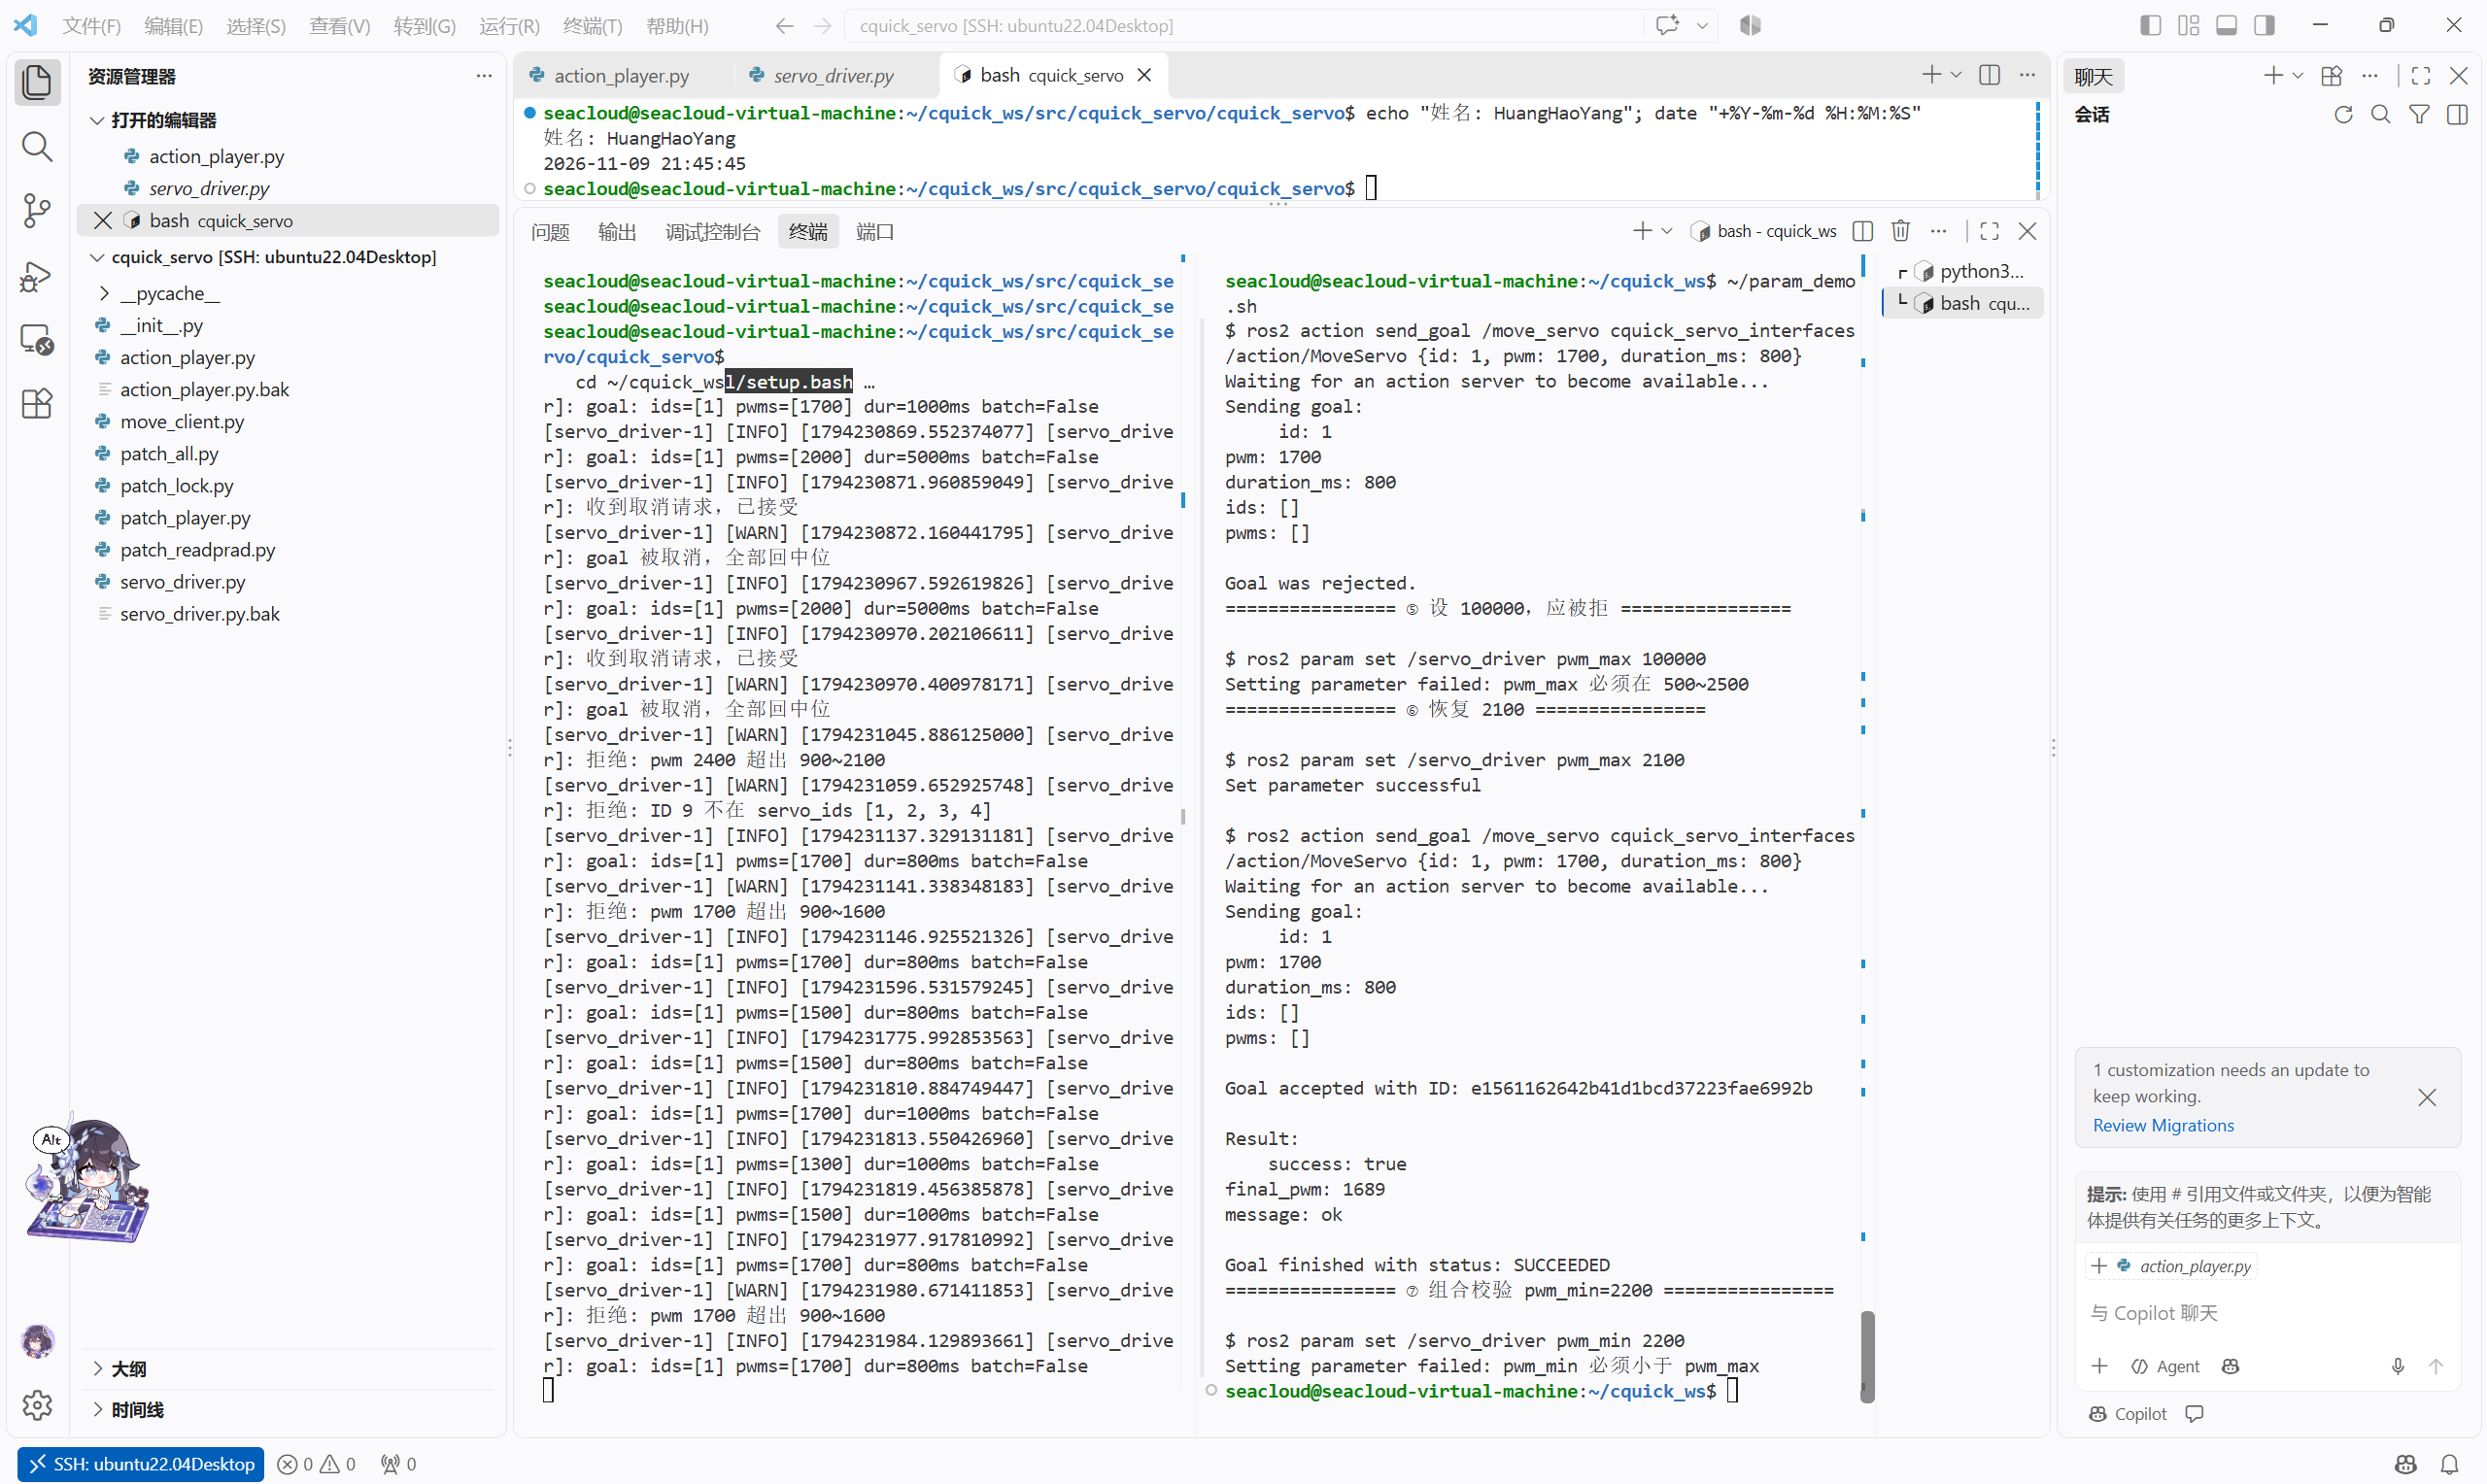 文件(F) 编辑(E) 选择(S) 查看(V) 转到(G) 运行(R) 终端(T) 帮助(H)
cquick_servo [SSH: ubuntu22.04Desktop]
资源管理器
打开的编辑器
action_player.py
servo_driver.py
bash cquick_servo
cquick_servo [SSH: ubuntu22.04Desktop]
__pycache__
__init__.py
action_player.py
action_player.py.bak
move_client.py
patch_all.py
patch_lock.py
patch_player.py
patch_readprad.py
servo_driver.py
servo_driver.py.bak
Alt
大纲
时间线
action_player.py servo_driver.py bash cquick_servo
seacloud@seacloud-virtual-machine:~/cquick_ws/src/cquick_servo/cquick_servo$ echo "姓名: HuangHaoYang"; date "+%Y-%m-%d %H:%M:%S"
姓名: HuangHaoYang
2026-11-09 21:45:45
seacloud@seacloud-virtual-machine:~/cquick_ws/src/cquick_servo/cquick_servo$
问题 输出 调试控制台 终端 端口
bash - cquick_ws
seacloud@seacloud-virtual-machine:~/cquick_ws/src/cquick_se
seacloud@seacloud-virtual-machine:~/cquick_ws/src/cquick_se
seacloud@seacloud-virtual-machine:~/cquick_ws/src/cquick_se
rvo/cquick_servo$
cd ~/cquick_wsl/setup.bash …
r]: goal: ids=[1] pwms=[1700] dur=1000ms batch=False
[servo_driver-1] [INFO] [1794230869.552374077] [servo_drive
r]: goal: ids=[1] pwms=[2000] dur=5000ms batch=False
[servo_driver-1] [INFO] [1794230871.960859049] [servo_drive
r]: 收到取消请求，已接受
[servo_driver-1] [WARN] [1794230872.160441795] [servo_drive
r]: goal 被取消，全部回中位
[servo_driver-1] [INFO] [1794230967.592619826] [servo_drive
r]: goal: ids=[1] pwms=[2000] dur=5000ms batch=False
[servo_driver-1] [INFO] [1794230970.202106611] [servo_drive
r]: 收到取消请求，已接受
[servo_driver-1] [WARN] [1794230970.400978171] [servo_drive
r]: goal 被取消，全部回中位
[servo_driver-1] [WARN] [1794231045.886125000] [servo_drive
r]: 拒绝: pwm 2400 超出 900~2100
[servo_driver-1] [WARN] [1794231059.652925748] [servo_drive
r]: 拒绝: ID 9 不在 servo_ids [1, 2, 3, 4]
[servo_driver-1] [INFO] [1794231137.329131181] [servo_drive
r]: goal: ids=[1] pwms=[1700] dur=800ms batch=False
[servo_driver-1] [WARN] [1794231141.338348183] [servo_drive
r]: 拒绝: pwm 1700 超出 900~1600
[servo_driver-1] [INFO] [1794231146.925521326] [servo_drive
r]: goal: ids=[1] pwms=[1700] dur=800ms batch=False
[servo_driver-1] [INFO] [1794231596.531579245] [servo_drive
r]: goal: ids=[1] pwms=[1500] dur=800ms batch=False
[servo_driver-1] [INFO] [1794231775.992853563] [servo_drive
r]: goal: ids=[1] pwms=[1500] dur=800ms batch=False
[servo_driver-1] [INFO] [1794231810.884749447] [servo_drive
r]: goal: ids=[1] pwms=[1700] dur=1000ms batch=False
[servo_driver-1] [INFO] [1794231813.550426960] [servo_drive
r]: goal: ids=[1] pwms=[1300] dur=1000ms batch=False
[servo_driver-1] [INFO] [1794231819.456385878] [servo_drive
r]: goal: ids=[1] pwms=[1500] dur=1000ms batch=False
[servo_driver-1] [INFO] [1794231977.917810992] [servo_drive
r]: goal: ids=[1] pwms=[1700] dur=800ms batch=False
[servo_driver-1] [WARN] [1794231980.671411853] [servo_drive
r]: 拒绝: pwm 1700 超出 900~1600
[servo_driver-1] [INFO] [1794231984.129893661] [servo_drive
r]: goal: ids=[1] pwms=[1700] dur=800ms batch=False
seacloud@seacloud-virtual-machine:~/cquick_ws$ ~/param_demo
.sh
$ ros2 action send_goal /move_servo cquick_servo_interfaces
/action/MoveServo {id: 1, pwm: 1700, duration_ms: 800}
Waiting for an action server to become available...
Sending goal:
id: 1
pwm: 1700
duration_ms: 800
ids: []
pwms: []
Goal was rejected.
================ ⑤ 设 100000，应被拒 ================
$ ros2 param set /servo_driver pwm_max 100000
Setting parameter failed: pwm_max 必须在 500~2500
================ ⑥ 恢复 2100 ================
$ ros2 param set /servo_driver pwm_max 2100
Set parameter successful
$ ros2 action send_goal /move_servo cquick_servo_interfaces
/action/MoveServo {id: 1, pwm: 1700, duration_ms: 800}
Waiting for an action server to become available...
Sending goal:
id: 1
pwm: 1700
duration_ms: 800
ids: []
pwms: []
Goal accepted with ID: e1561162642b41d1bcd37223fae6992b
Result:
success: true
final_pwm: 1689
message: ok
Goal finished with status: SUCCEEDED
================ ⑦ 组合校验 pwm_min=2200 ================
$ ros2 param set /servo_driver pwm_min 2200
Setting parameter failed: pwm_min 必须小于 pwm_max
seacloud@seacloud-virtual-machine:~/cquick_ws$
python3...
bash cqu...
聊天
会话
1 customization needs an update to
keep working.
Review Migrations
提示: 使用 # 引用文件或文件夹，以便为智能
体提供有关任务的更多上下文。
action_player.py
与 Copilot 聊天
Agent
Copilot
SSH: ubuntu22.04Desktop 0 0 0